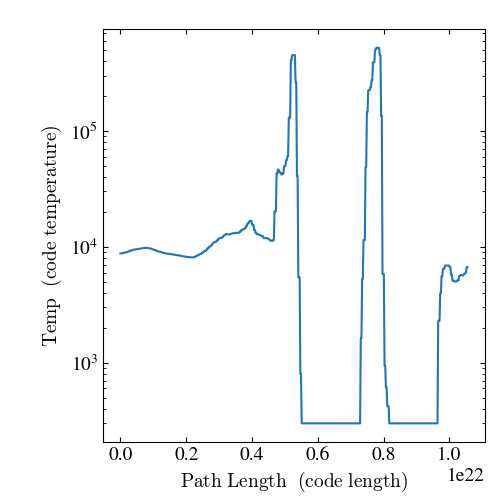 Temp (code temperature)
10^5
10^4
10^3
0.0 0.2 0.4 0.6 0.8 1.0
1e22
Path Length (code length)